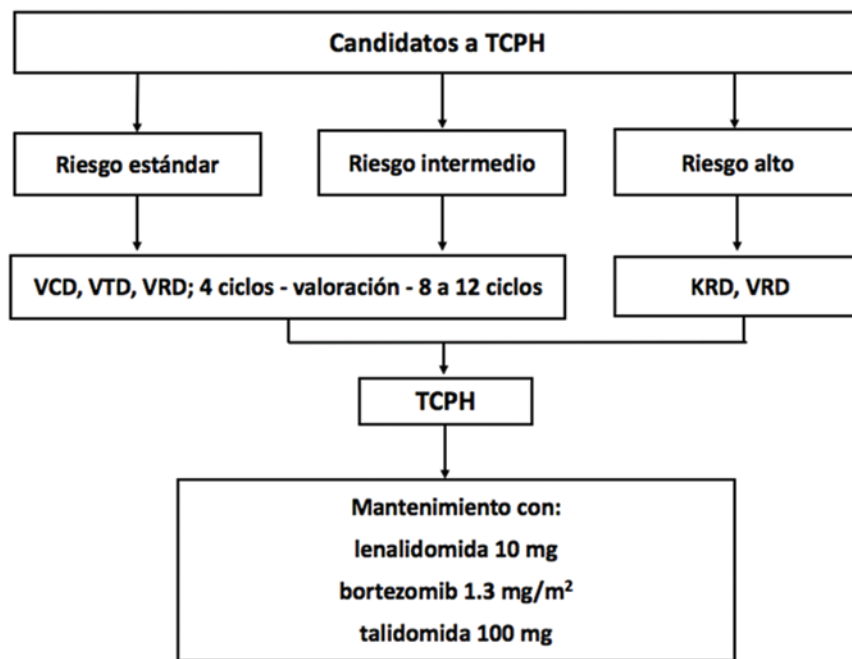 Candidatos a TCPH
Riesgo estándar
Riesgo intermedio
Riesgo alto
VCD, VTD, VRD; 4 ciclos - valoración - 8 a 12 ciclos
KRD, VRD
TCPH
Mantenimiento con:
lenalidomida 10 mg
bortezomib 1.3 mg/m²
talidomida 100 mg